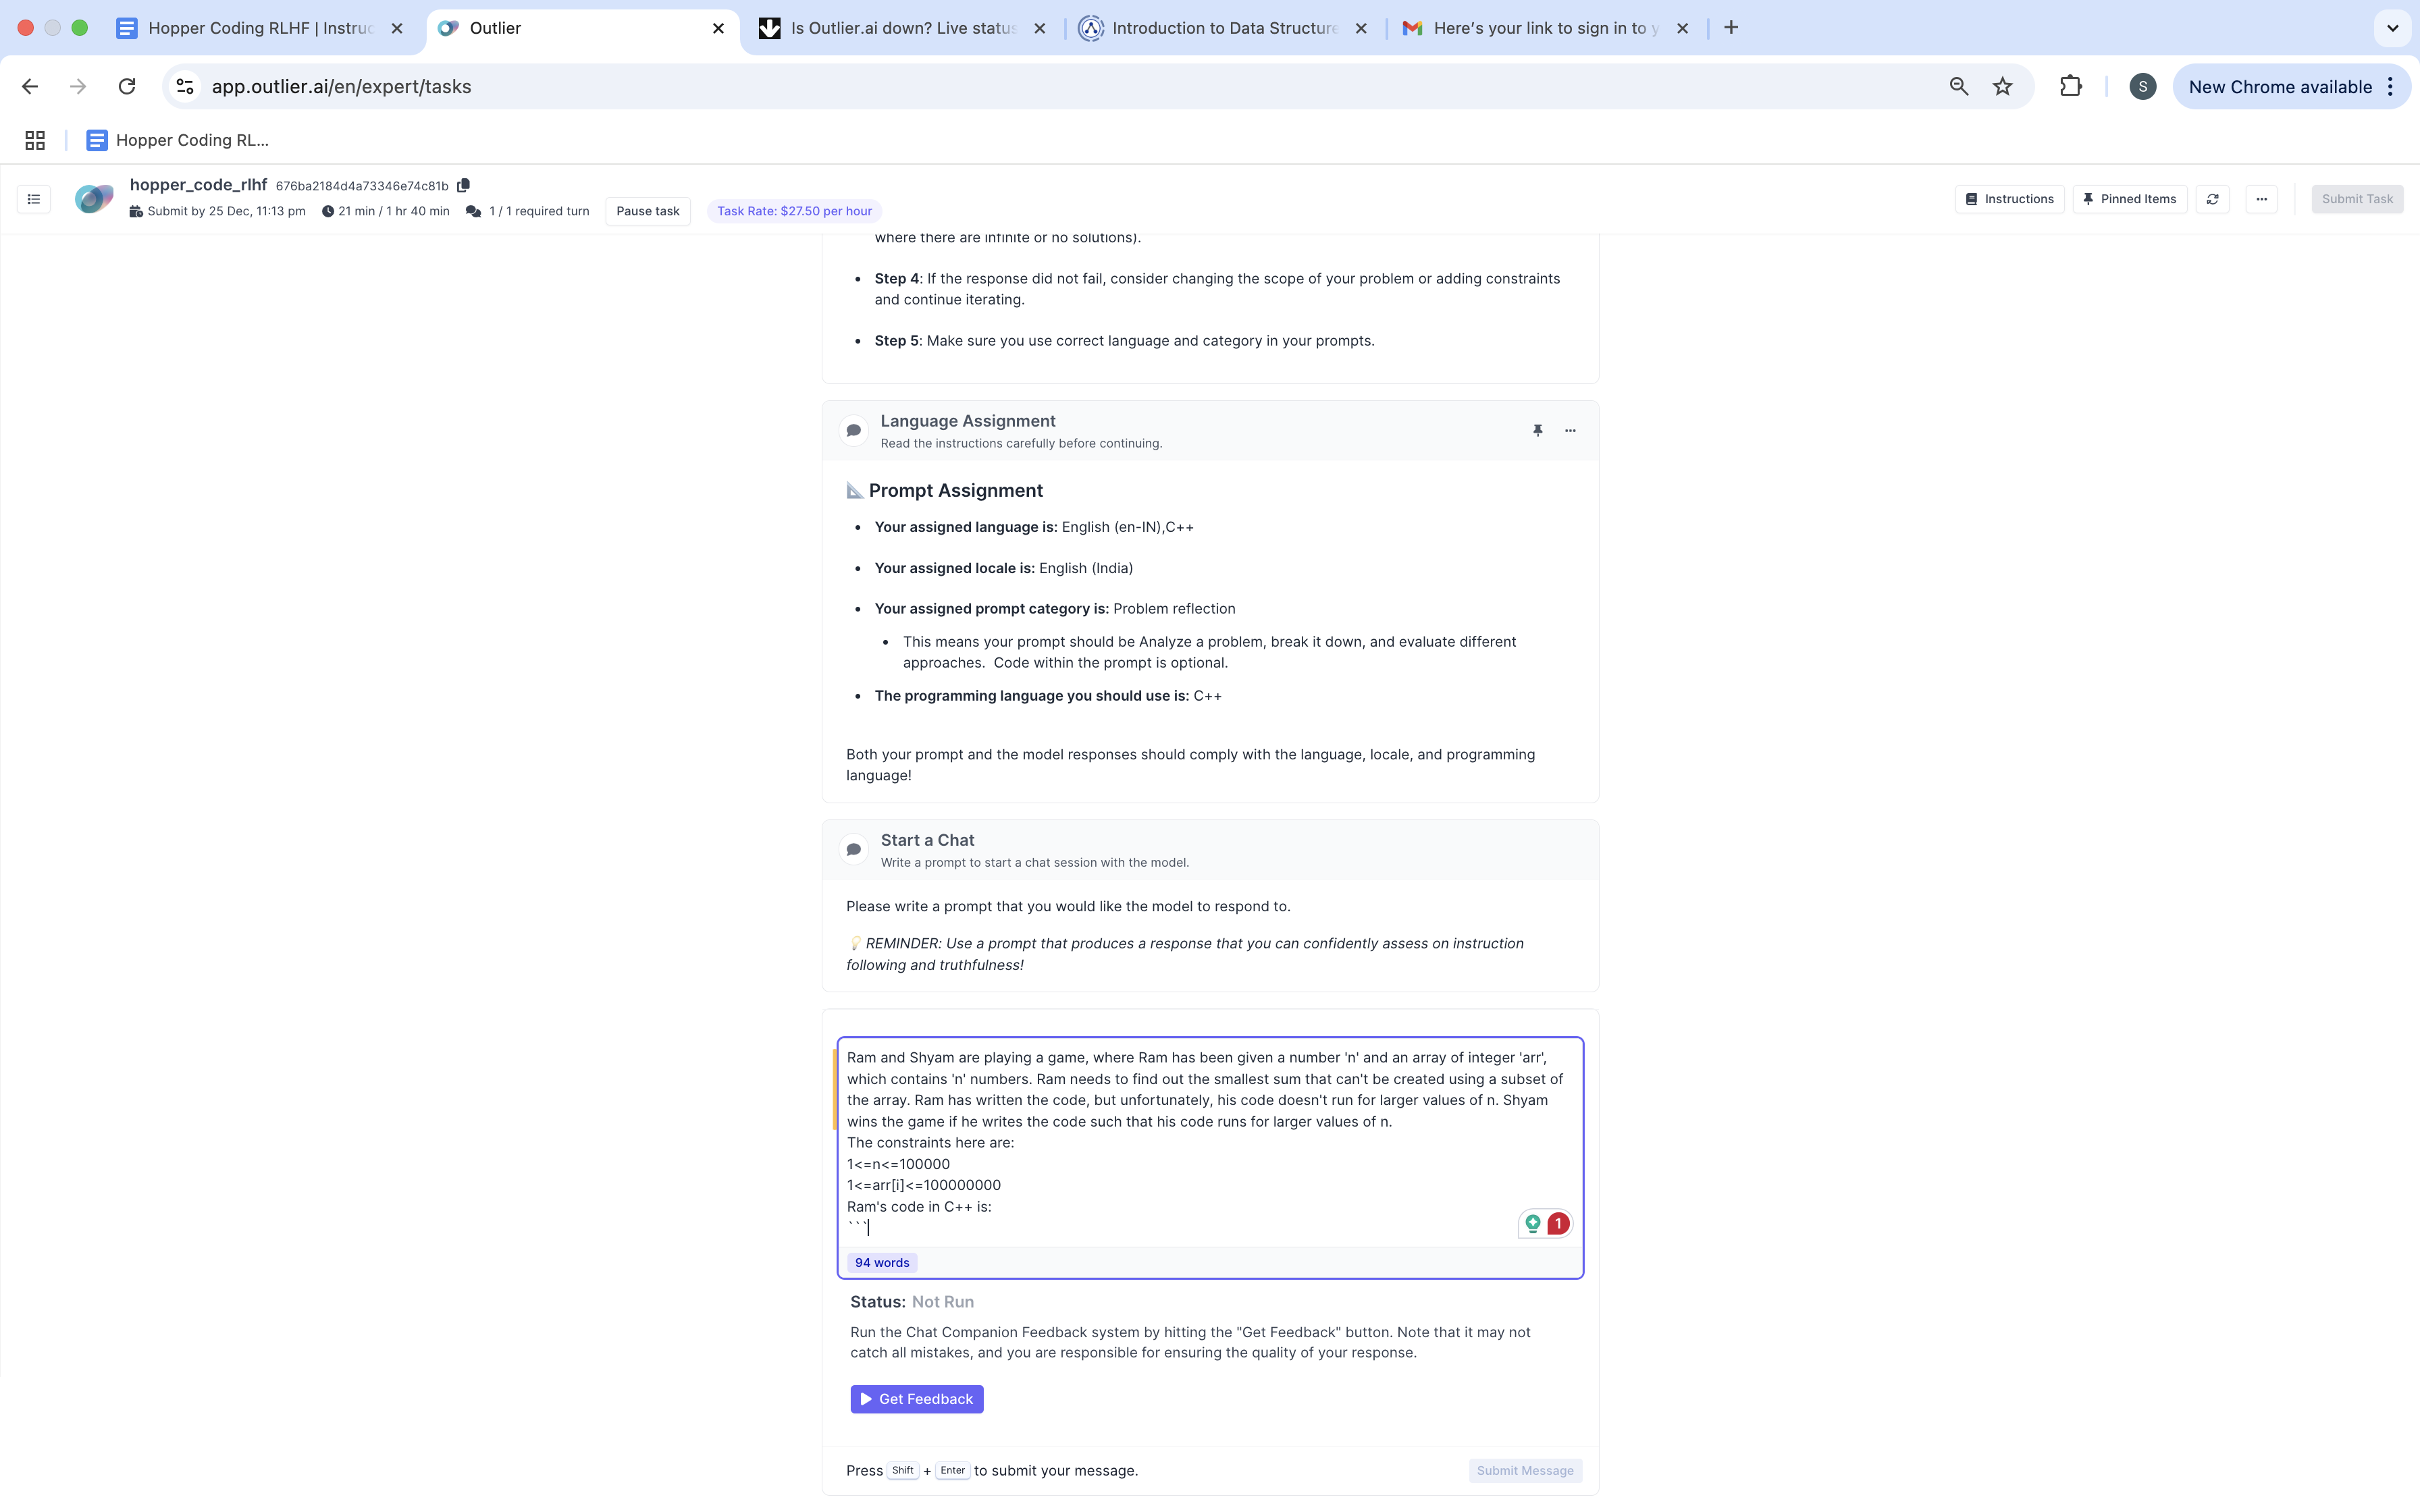 Hopper Coding RLHF | Instruc
Outlier
Is Outlier.ai down? Live status
Introduction to Data Structure
Here's your link to sign in to y
app.outlier.ai/en/expert/tasks
S
New Chrome available
Hopper Coding RL...
hopper_code_rlhf 676ba2184d4a73346e74c81b
Submit by 25 Dec, 11:13 pm 21 min / 1 hr 40 min 1 / 1 required turn Pause task Task Rate: $27.50 per hour
Instructions Pinned Items Submit Task
where there are infinite or no solutions).
• Step 4: If the response did not fail, consider changing the scope of your problem or adding constraints
and continue iterating.
• Step 5: Make sure you use correct language and category in your prompts.
Language Assignment
Read the instructions carefully before continuing.
📐 Prompt Assignment
• Your assigned language is: English (en-IN),C++
• Your assigned locale is: English (India)
• Your assigned prompt category is: Problem reflection
• This means your prompt should be Analyze a problem, break it down, and evaluate different
approaches.  Code within the prompt is optional.
• The programming language you should use is: C++
Both your prompt and the model responses should comply with the language, locale, and programming
language!
Start a Chat
Write a prompt to start a chat session with the model.
Please write a prompt that you would like the model to respond to.
💡 REMINDER: Use a prompt that produces a response that you can confidently assess on instruction
following and truthfulness!
Ram and Shyam are playing a game, where Ram has been given a number 'n' and an array of integer 'arr',
which contains 'n' numbers. Ram needs to find out the smallest sum that can't be created using a subset of
the array. Ram has written the code, but unfortunately, his code doesn't run for larger values of n. Shyam
wins the game if he writes the code such that his code runs for larger values of n.
The constraints here are:
1<=n<=100000
1<=arr[i]<=100000000
Ram's code in C++ is:
```
1
94 words
Status: Not Run
Run the Chat Companion Feedback system by hitting the "Get Feedback" button. Note that it may not
catch all mistakes, and you are responsible for ensuring the quality of your response.
Get Feedback
Press Shift + Enter to submit your message.
Submit Message